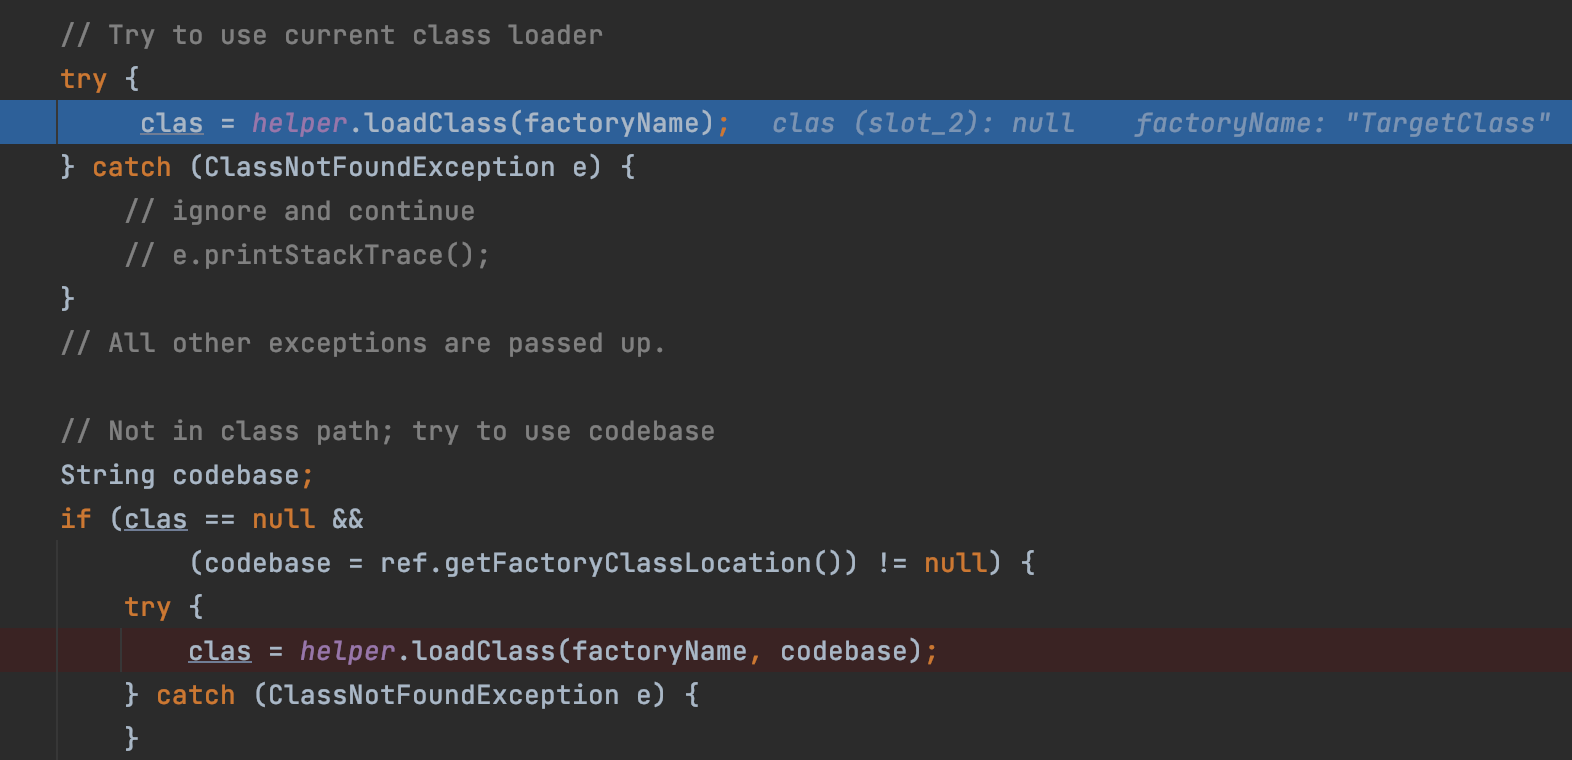 // Try to use current class loader
try {
clas = helper.loadClass(factoryName); clas (slot_2): null factoryName: "TargetClass"
} catch (ClassNotFoundException e) {
// ignore and continue
// e.printStackTrace();
}
// All other exceptions are passed up.
// Not in class path; try to use codebase
String codebase;
if (clas == null &&
(codebase = ref.getFactoryClassLocation()) != null) {
try {
clas = helper.loadClass(factoryName, codebase);
} catch (ClassNotFoundException e) {
}